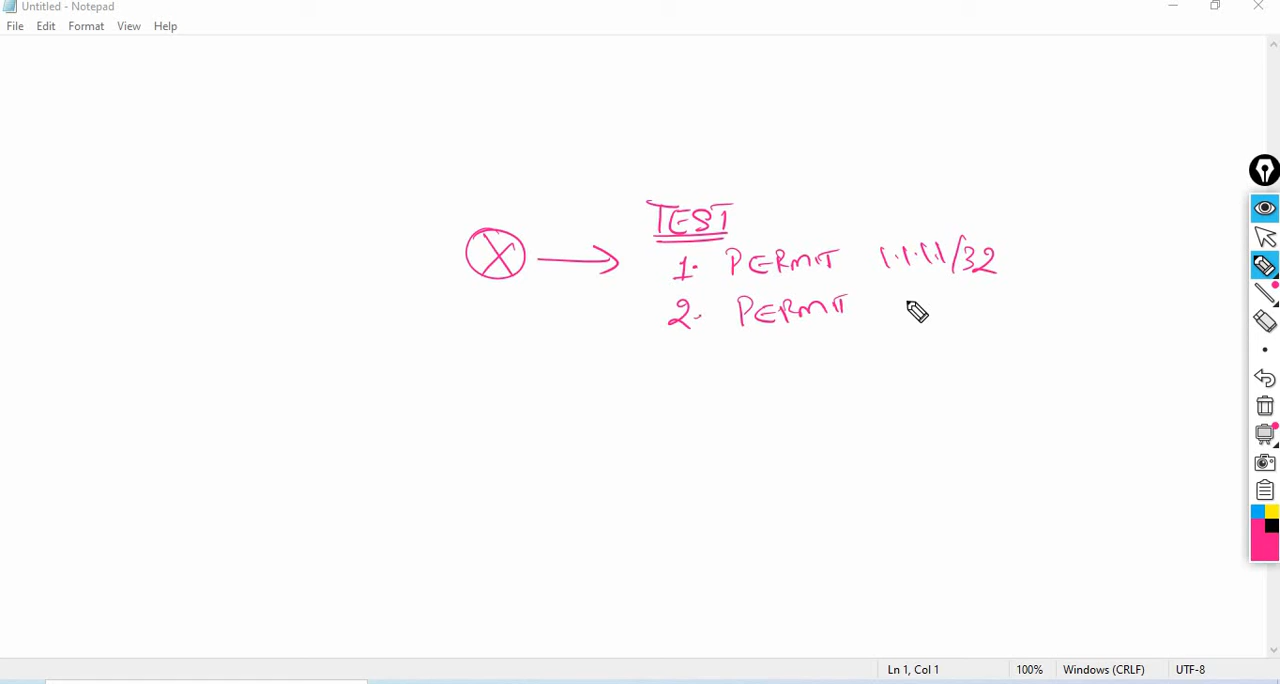 Untitled - Notepad
File Edit Format View Help
TEST
1. PERMIT 1.1.1.1/32
2. PERMIT
Ln 1, Col 1 100% Windows (CRLF) UTF-8